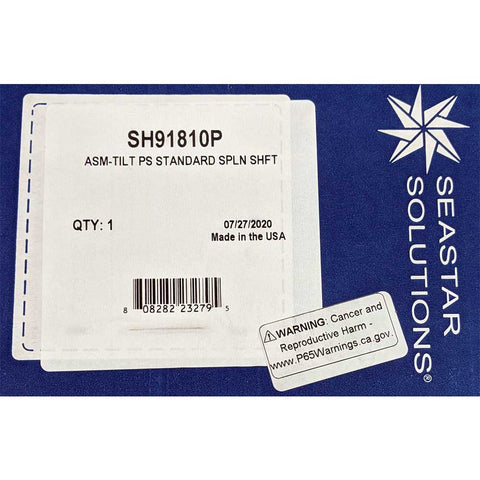 SH91810P
ASM-TILT PS STANDARD SPLN SHFT
QTY: 1
07/27/2020
Made in the USA
8 08282 23279 5
WARNING: Cancer and
Reproductive Harm -
www.P65Warnings.ca.gov
SEASTAR
SOLUTIONS®